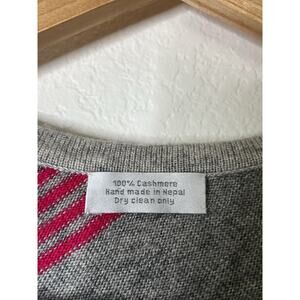 100% Cashmere
Hand made in Nepal
Dry clean only